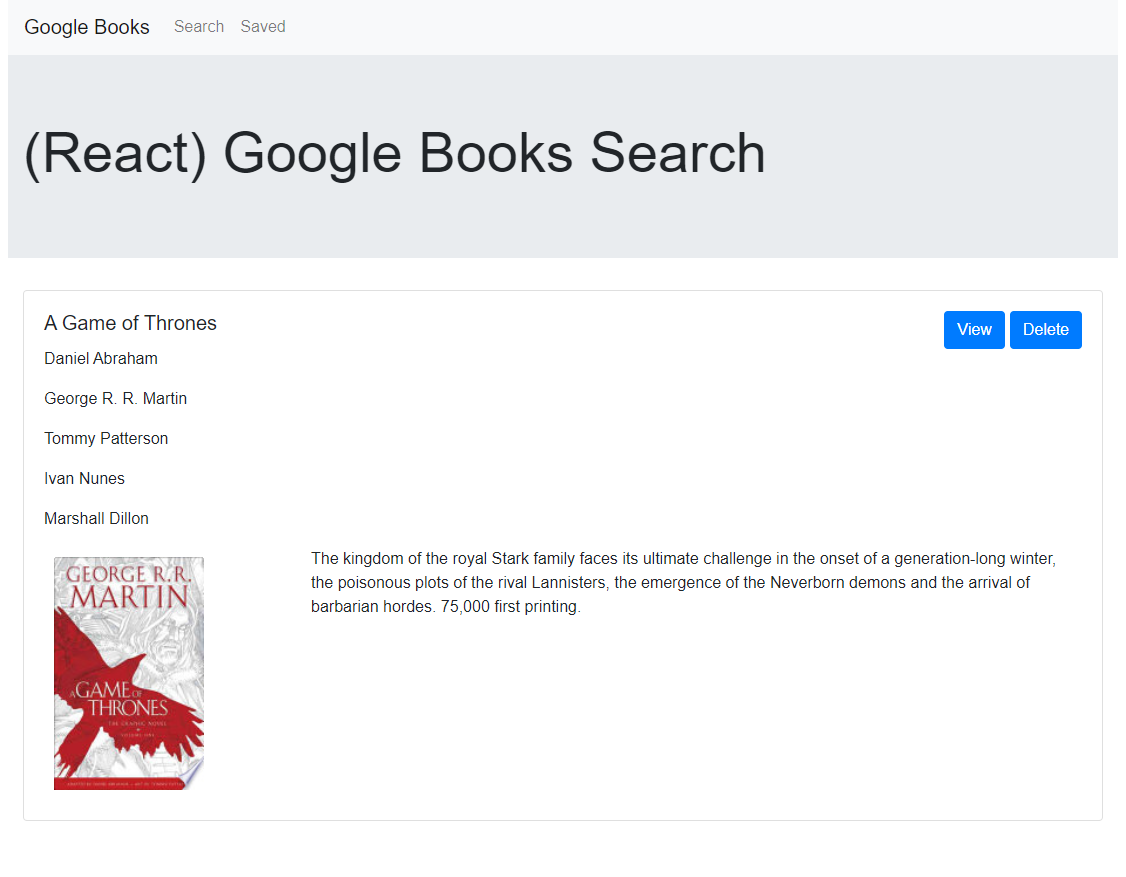 Google Books Search Saved
(React) Google Books Search
A Game of Thrones
View Delete
Daniel Abraham
George R. R. Martin
Tommy Patterson
Ivan Nunes
Marshall Dillon
The kingdom of the royal Stark family faces its ultimate challenge in the onset of a generation-long winter,
the poisonous plots of the rival Lannisters, the emergence of the Neverborn demons and the arrival of
barbarian hordes. 75,000 first printing.
GEORGE R.R.
MARTIN
A GAME OF
THRONES
THE GRAPHIC NOVEL
VOLUME ONE